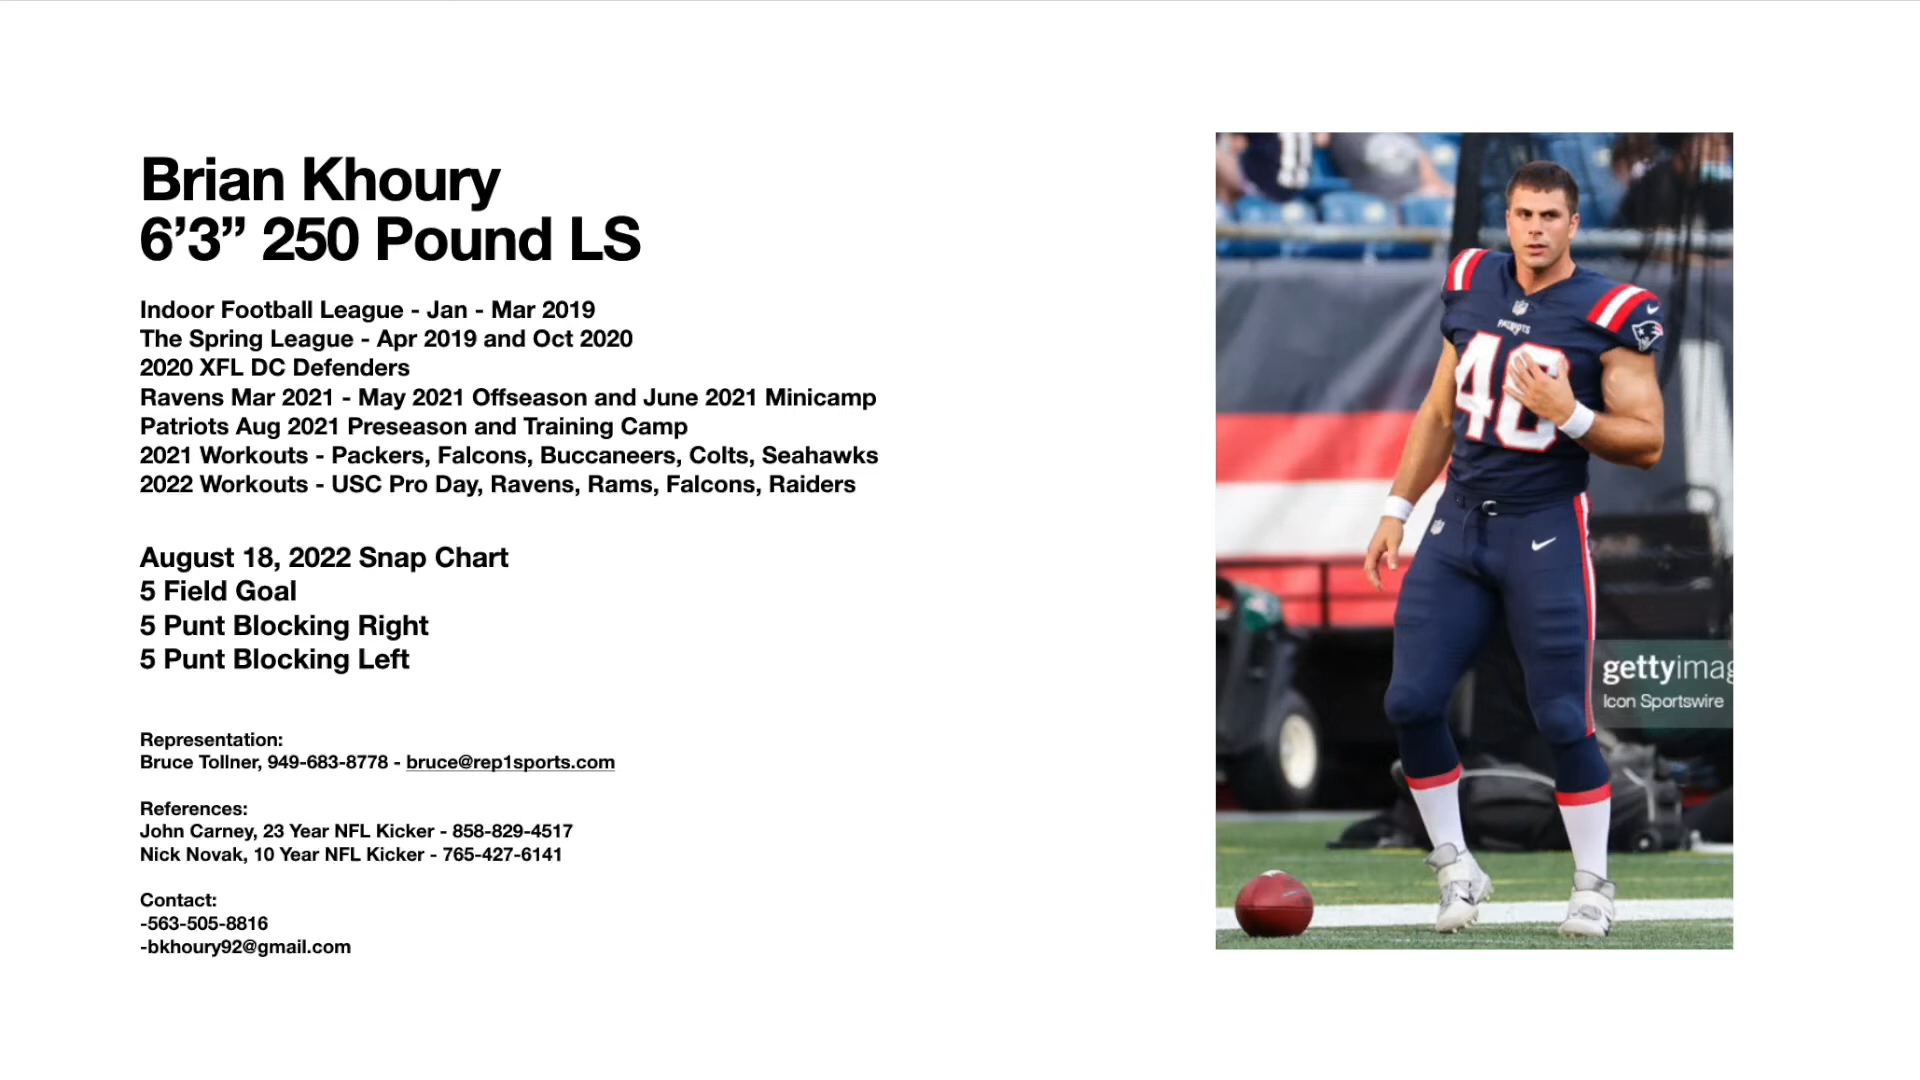 Brian Khoury
6’3” 250 Pound LS
Indoor Football League - Jan - Mar 2019
The Spring League - Apr 2019 and Oct 2020
2020 XFL DC Defenders
Ravens Mar 2021 - May 2021 Offseason and June 2021 Minicamp
Patriots Aug 2021 Preseason and Training Camp
2021 Workouts - Packers, Falcons, Buccaneers, Colts, Seahawks
2022 Workouts - USC Pro Day, Ravens, Rams, Falcons, Raiders
August 18, 2022 Snap Chart
5 Field Goal
5 Punt Blocking Right
5 Punt Blocking Left
Representation:
Bruce Tollner, 949-683-8778 - bruce@rep1sports.com
References:
John Carney, 23 Year NFL Kicker - 858-829-4517
Nick Novak, 10 Year NFL Kicker - 765-427-6141
Contact:
-563-505-8816
-bkhoury92@gmail.com
PATRIOTS
gettyimag
Icon Sportswire